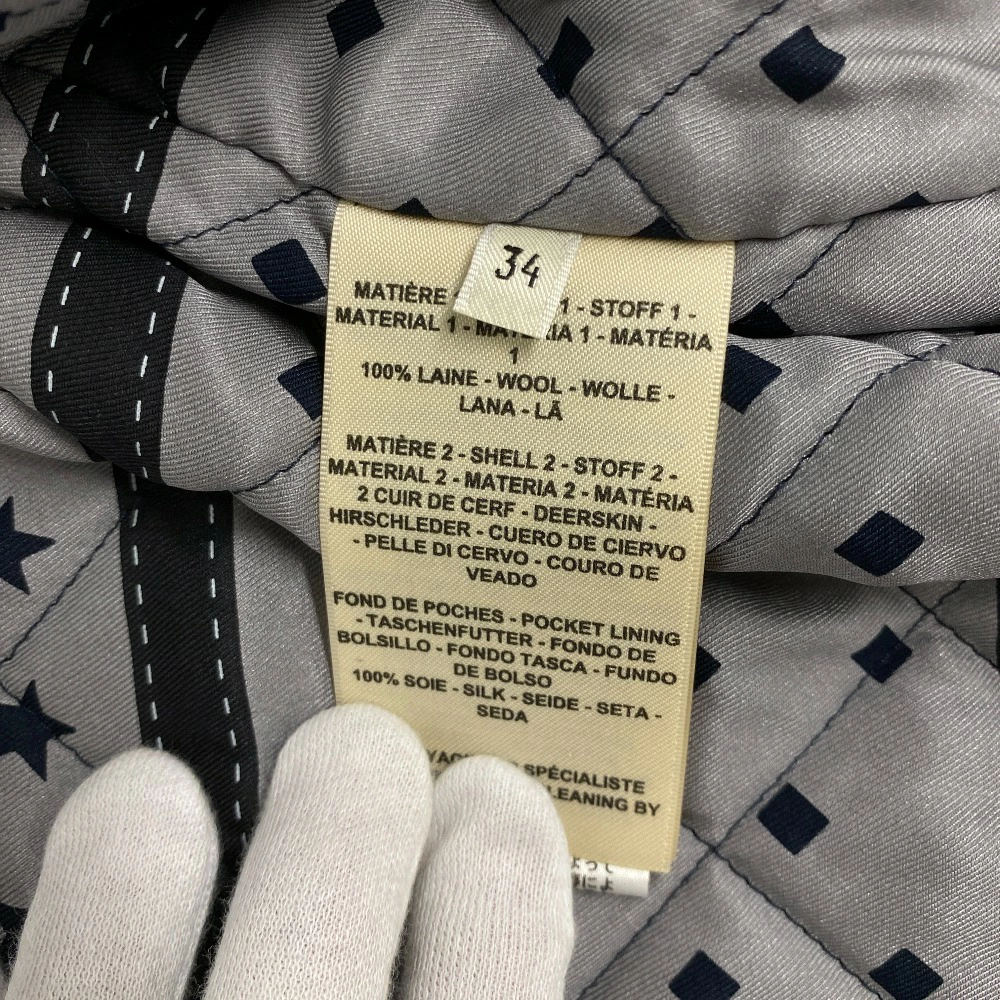 34
MATIÈRE 1 - STOFF 1 -
MATERIAL 1 - MATERIA 1 - MATÉRIA
1
100% LAINE - WOOL - WOLLE -
LANA - LÃ
MATIÈRE 2 - SHELL 2 - STOFF 2 -
MATERIAL 2 - MATERIA 2 - MATÉRIA
2 CUIR DE CERF - DEERSKIN -
HIRSCHLEDER - CUERO DE CIERVO
- PELLE DI CERVO - COURO DE
VEADO
FOND DE POCHES - POCKET LINING
- TASCHENFUTTER - FONDO DE
BOLSILLO - FONDO TASCA - FUNDO
DE BOLSO
100% SOIE - SILK - SEIDE - SETA -
SEDA
SPÉCIALISTE
LEANING BY